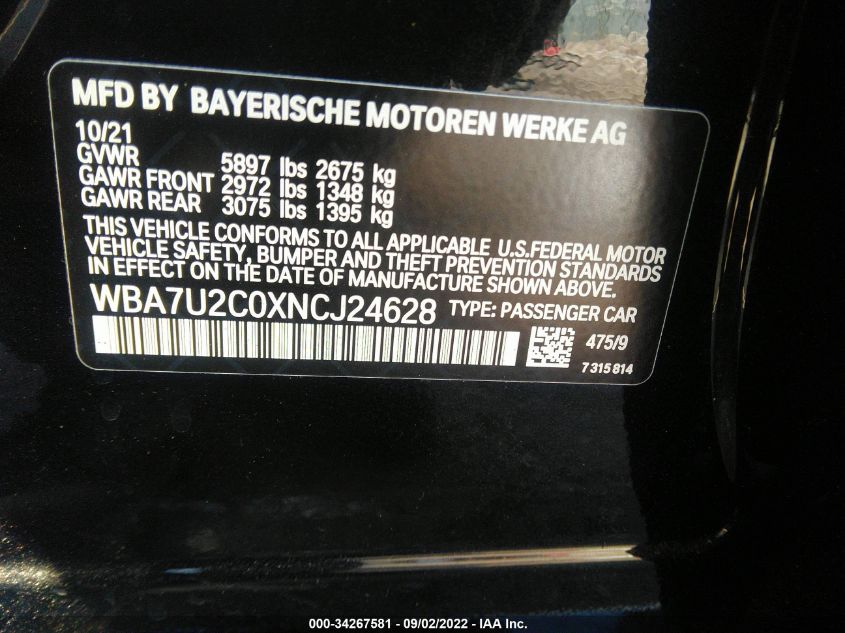 MFD BY BAYERISCHE MOTOREN WERKE AG
10/21
GVWR 5897 lbs 2675 kg
GAWR FRONT 2972 lbs 1348 kg
GAWR REAR 3075 lbs 1395 kg
THIS VEHICLE CONFORMS TO ALL APPLICABLE U.S.FEDERAL MOTOR
VEHICLE SAFETY, BUMPER AND THEFT PREVENTION STANDARDS
IN EFFECT ON THE DATE OF MANUFACTURE SHOWN ABOVE.
WBA7U2C0XNCJ24628 TYPE: PASSENGER CAR
475/9
7 315 814
000-34267581 - 09/02/2022 - IAA Inc.